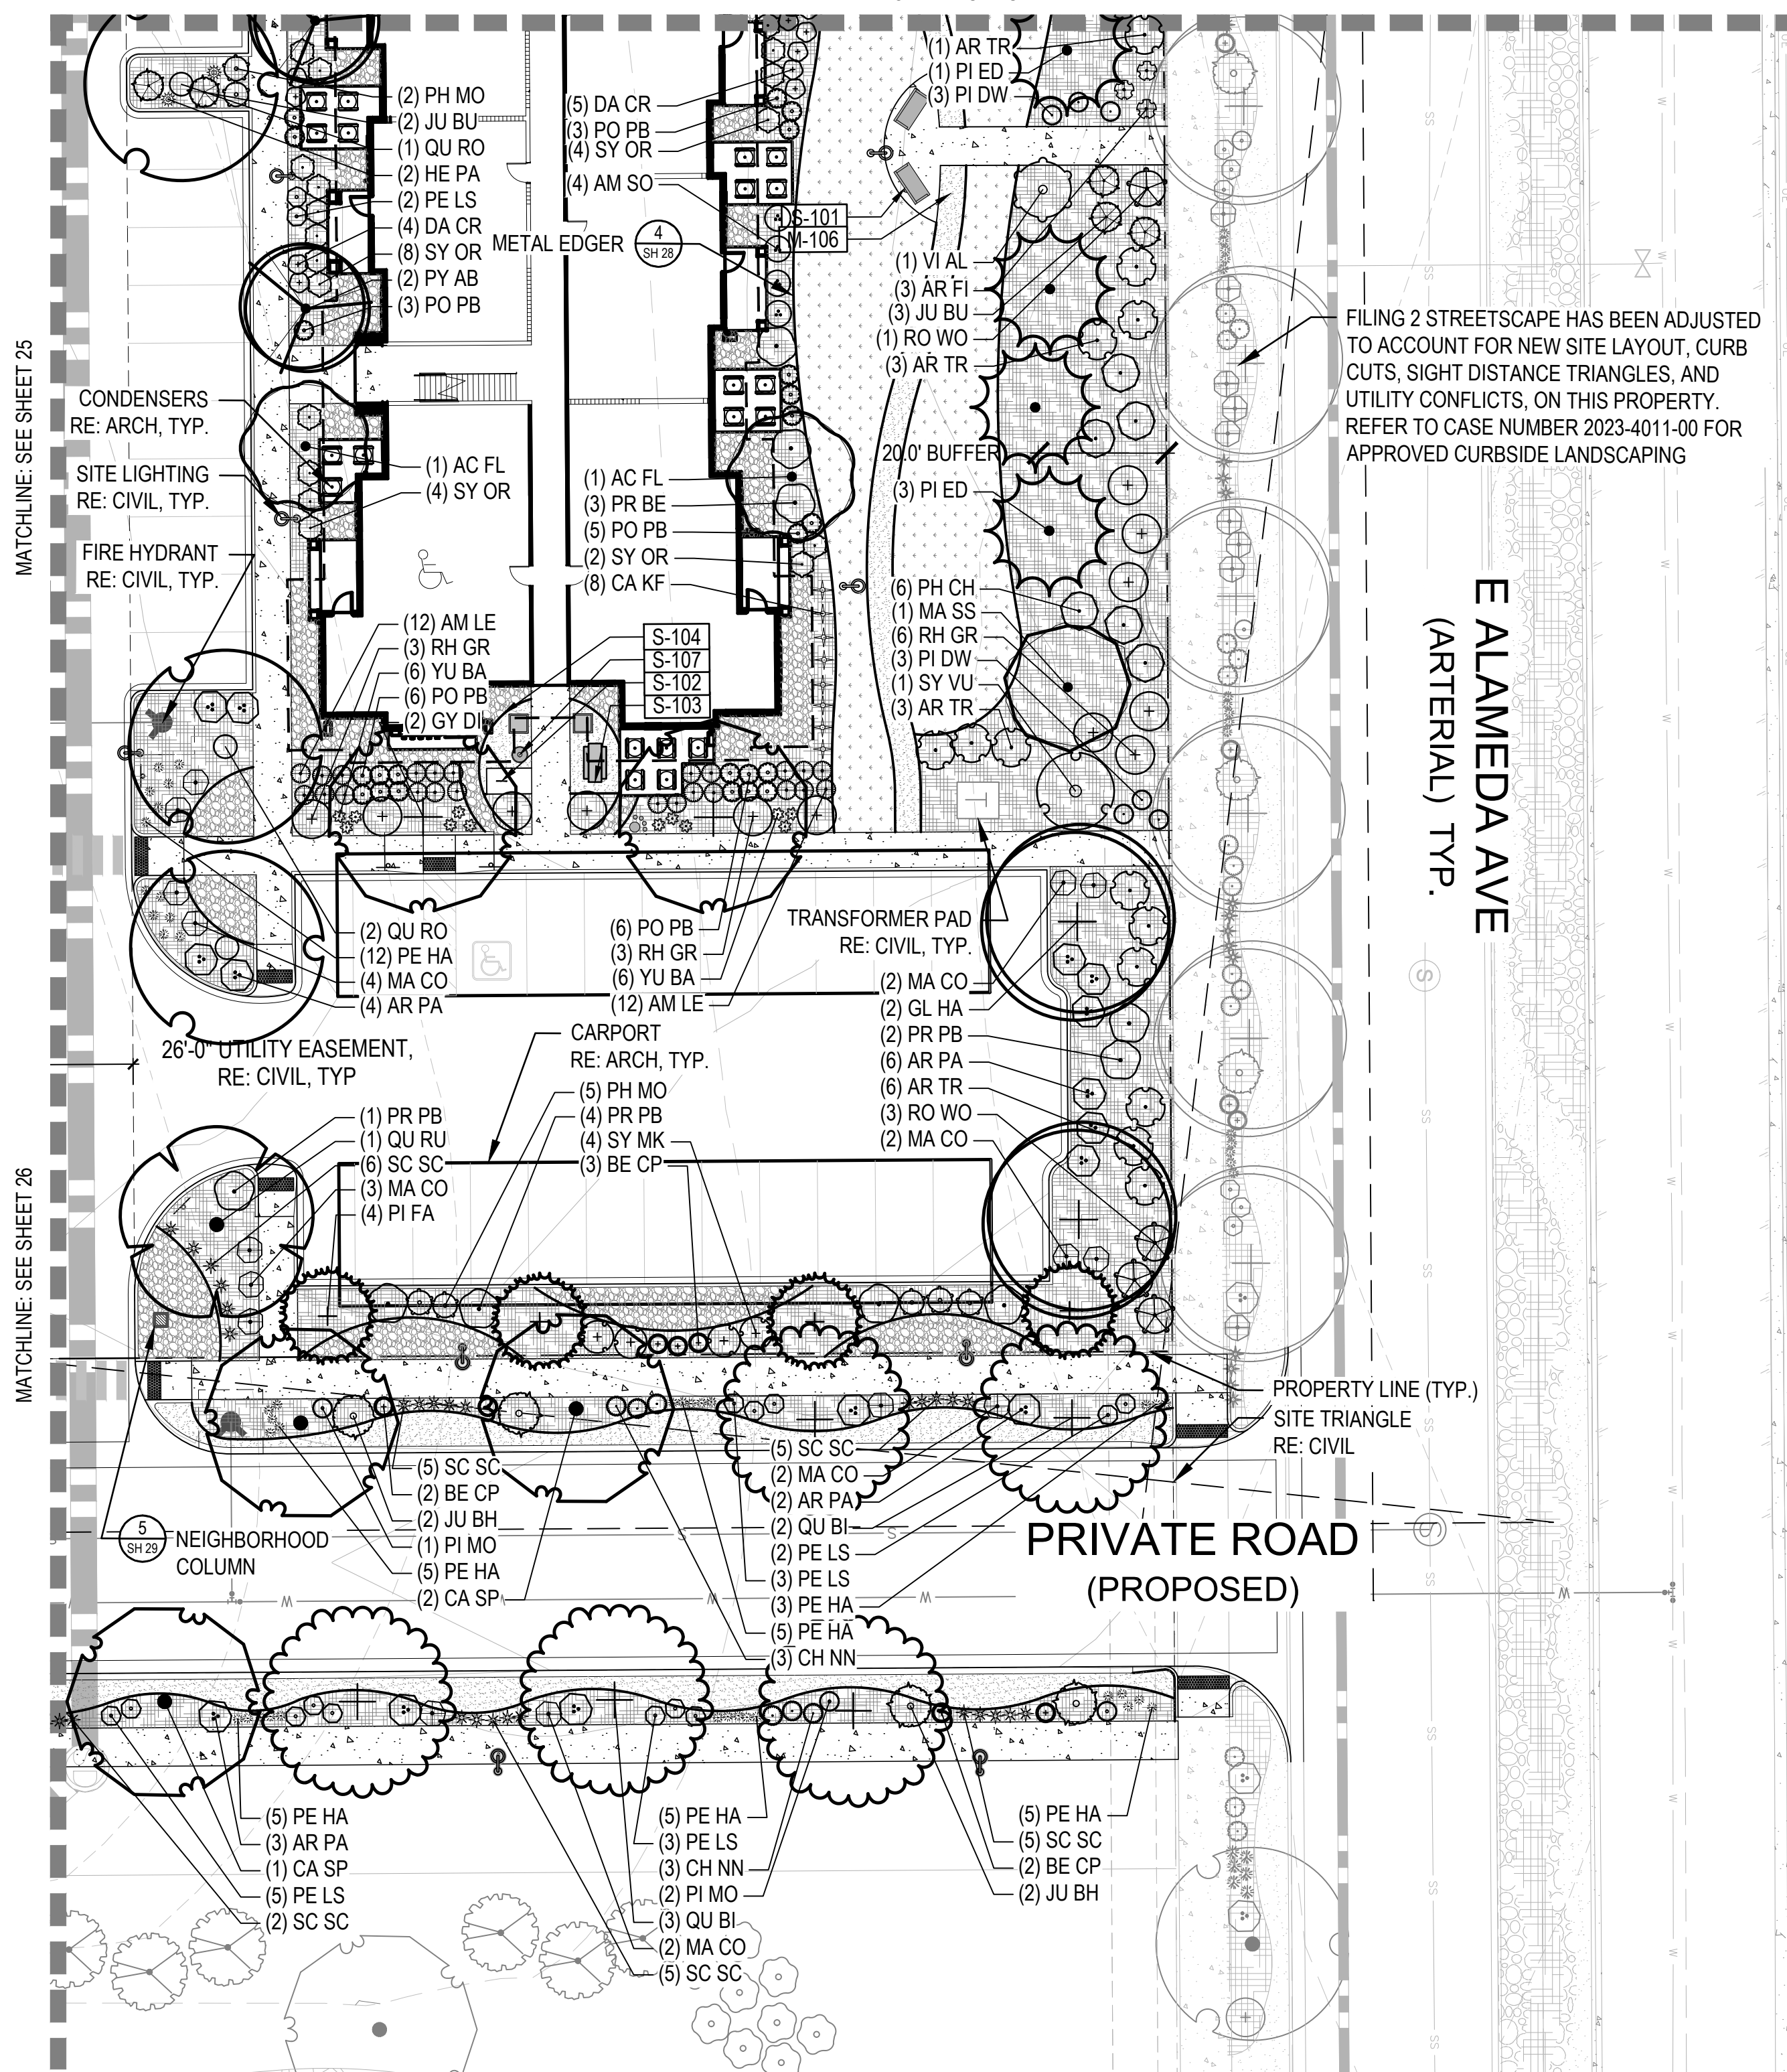 (2) PH MO
(2) JU BU
(1) QU RO
(2) HE PA
(2) PE LS
(4) DA CR
(8) SY OR
(2) PY AB
(3) PO PB
(5) DA CR
(3) PO PB
(4) SY OR
(4) AM SO
METAL EDGER
4
SH 28
S-101
M-106
(1) AR TR
(1) PI ED
(3) PI DW
(1) VI AL
(3) AR FI
(3) JU BU
(1) RO WO
(3) AR TR
20.0' BUFFER
(3) PI ED
FILING 2 STREETSCAPE HAS BEEN ADJUSTED
TO ACCOUNT FOR NEW SITE LAYOUT, CURB
CUTS, SIGHT DISTANCE TRIANGLES, AND
UTILITY CONFLICTS, ON THIS PROPERTY.
REFER TO CASE NUMBER 2023-4011-00 FOR
APPROVED CURBSIDE LANDSCAPING
MATCHLINE: SEE SHEET 25
CONDENSERS
RE: ARCH, TYP.
SITE LIGHTING
RE: CIVIL, TYP.
FIRE HYDRANT
RE: CIVIL, TYP.
(1) AC FL
(4) SY OR
(1) AC FL
(3) PR BE
(5) PO PB
(2) SY OR
(8) CA KF
(12) AM LE
(3) RH GR
(6) YU BA
(6) PO PB
(2) GY DI
S-104
S-107
S-102
S-103
(6) PH CH
(1) MA SS
(6) RH GR
(3) PI DW
(1) SY VU
(3) AR TR
E ALAMEDA AVE
(ARTERIAL) TYP.
T
(2) QU RO
(12) PE HA
(4) MA CO
(4) AR PA
(6) PO PB
(3) RH GR
(6) YU BA
(12) AM LE
TRANSFORMER PAD
RE: CIVIL, TYP.
(2) MA CO
(2) GL HA
(2) PR PB
(6) AR PA
(6) AR TR
(3) RO WO
(2) MA CO
26'-0" UTILITY EASEMENT,
RE: CIVIL, TYP
CARPORT
RE: ARCH, TYP.
(5) PH MO
(4) PR PB
(4) SY MK
(3) BE CP
(1) PR PB
(1) QU RU
(6) SC SC
(3) MA CO
(4) PI FA
MATCHLINE: SEE SHEET 26
PROPERTY LINE (TYP.)
SITE TRIANGLE
RE: CIVIL
(5) SC SC
(2) BE CP
(2) JU BH
(1) PI MO
(5) PE HA
(2) CA SP
(5) SC SC
(2) MA CO
(2) AR PA
(2) QU BI
(2) PE LS
(3) PE LS
(3) PE HA
(5) PE HA
(3) CH NN
5
SH 29
NEIGHBORHOOD
COLUMN
PRIVATE ROAD
(PROPOSED)
(5) PE HA
(3) AR PA
(1) CA SP
(5) PE LS
(2) SC SC
(5) PE HA
(3) PE LS
(3) CH NN
(2) PI MO
(3) QU BI
(2) MA CO
(5) SC SC
(5) PE HA
(5) SC SC
(2) BE CP
(2) JU BH
W
W
W
W
W
S
S
S
S
SS
SS
SS
SS
SS
SS